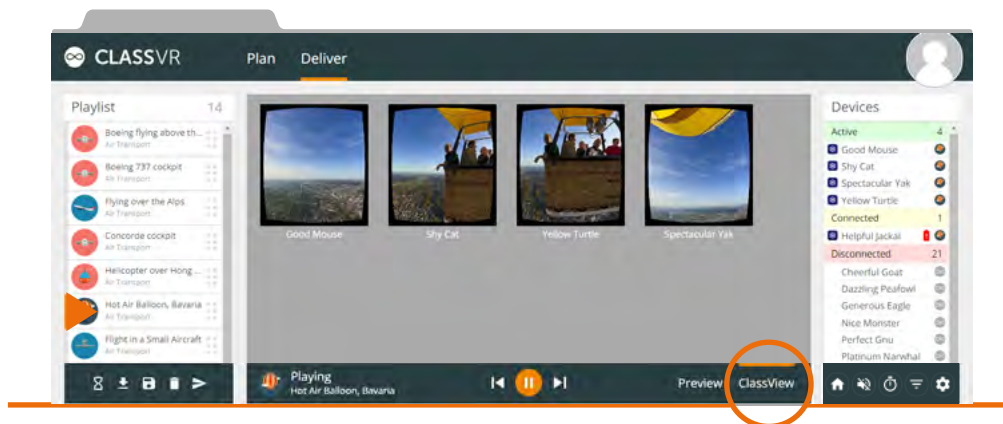 CLASSVR
Plan Deliver
Playlist 14
Boeing flying above th...
Air Transport
Boeing 737 cockpit
Air Transport
Flying over the Alps
Air Transport
Concorde cockpit
Air Transport
Helicopter over Hong ...
Air Transport
Hot Air Balloon, Bavaria
Air Transport
Flight in a Small Aircraft
Air Transport
Good Mouse
Shy Cat
Yellow Turtle
Spectacular Yak
Playing
Hot Air Balloon, Bavaria
Preview ClassView
Devices
Active 4
Good Mouse
Shy Cat
Spectacular Yak
Yellow Turtle
Connected 1
Helpful Jackal
Disconnected 21
Cheerful Goat
Dazzling Peafowl
Generous Eagle
Nice Monster
Perfect Gnu
Platinum Narwhal